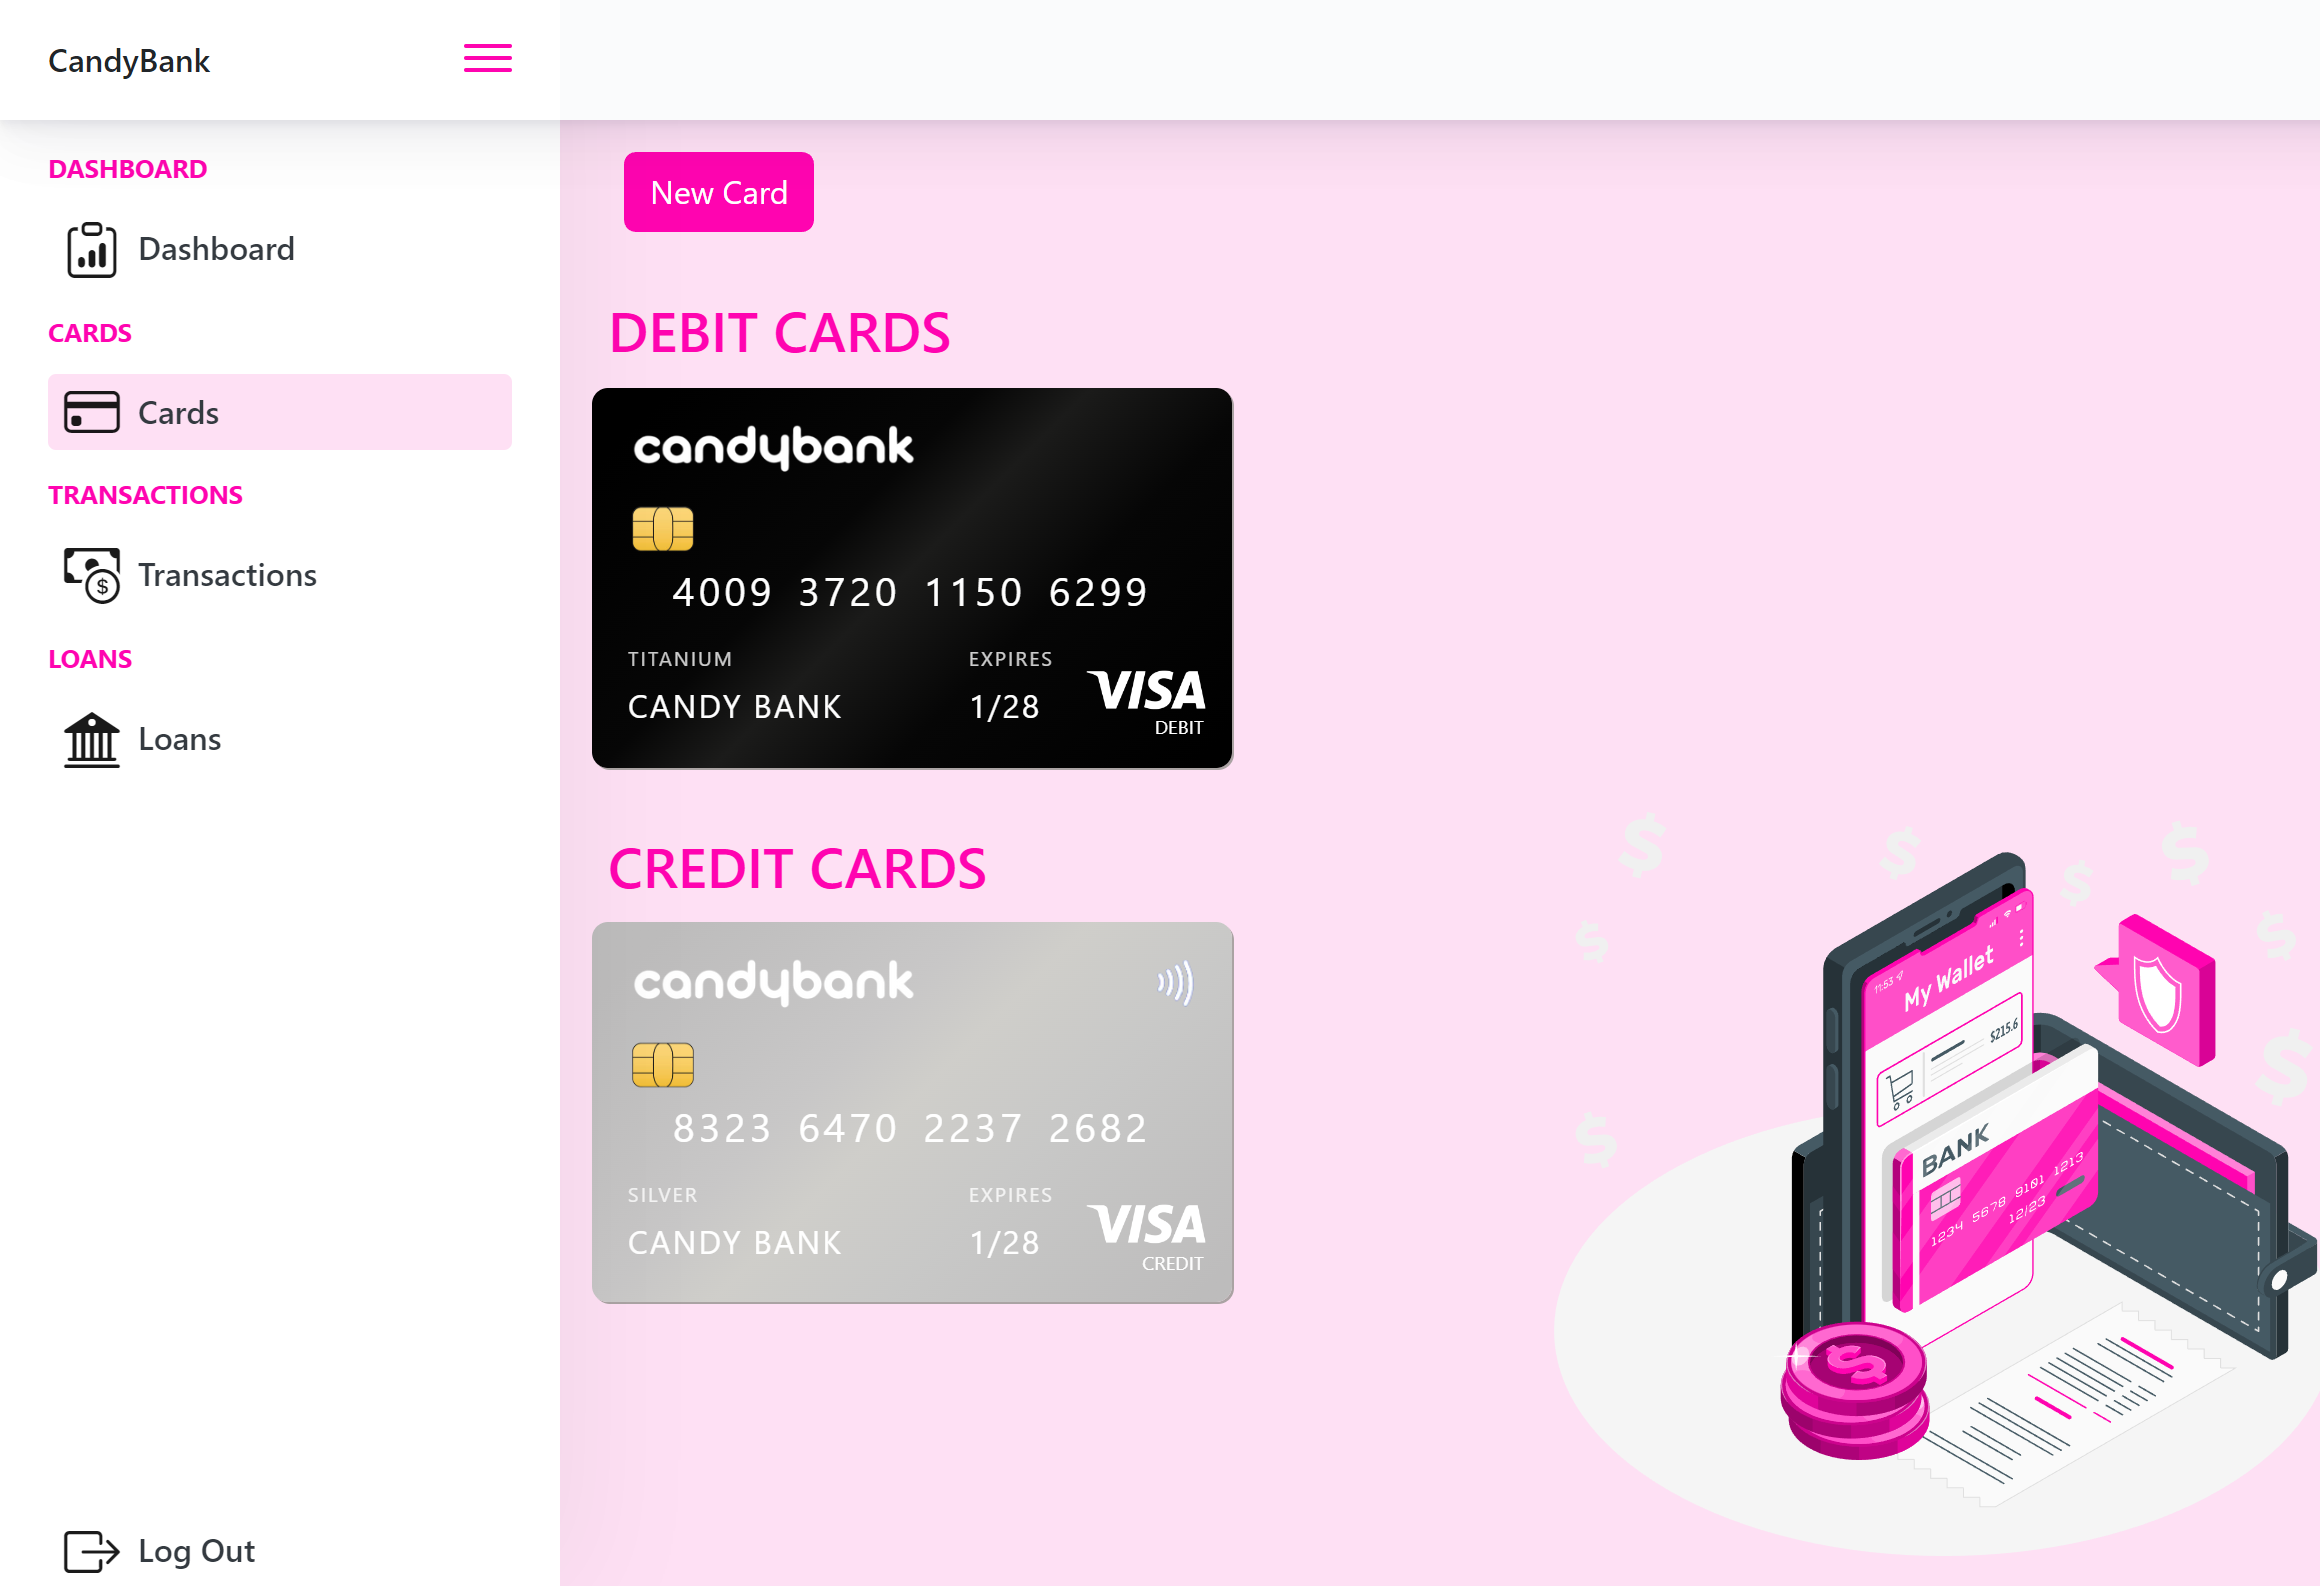 CandyBank
DASHBOARD
Dashboard
CARDS
Cards
TRANSACTIONS
$
Transactions
LOANS
Loans
Log Out
New Card
DEBIT CARDS
candybank
4009 3720 1150 6299
TITANIUM
EXPIRES
CANDY BANK
1/28
VISA
DEBIT
CREDIT CARDS
candybank
8323 6470 2237 2682
SILVER
EXPIRES
CANDY BANK
1/28
VISA
CREDIT
11:53
My Wallet
$215.6
BANK
1234 5678 9101 1213
12/23